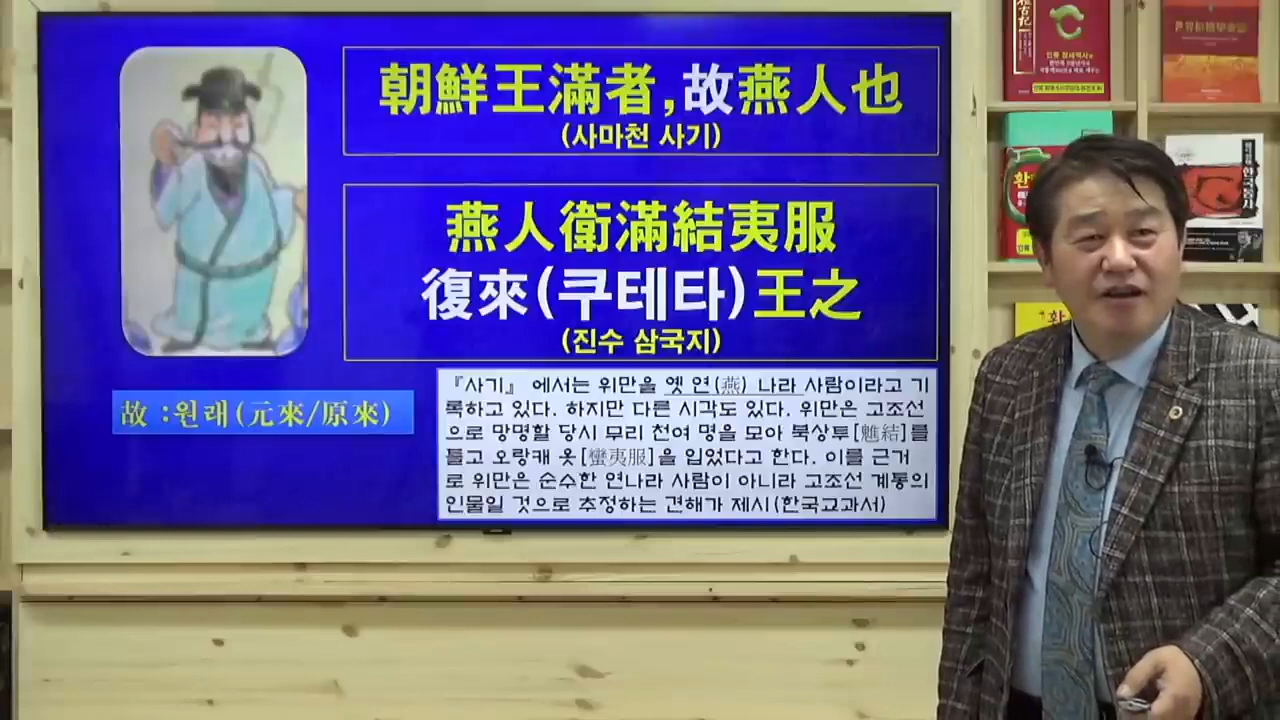 朝鮮王滿者,故燕人也
(사마천 사기)
燕人衛滿結夷服
復來(쿠테타)王之
(진수 삼국지)
故 :원래(元來/原來)
『사기』 에서는 위만을 옛 연(燕) 나라 사람이라고 기
록하고 있다. 하지만 다른 시각도 있다. 위만은 고조선
으로 망명할 당시 무리 천여 명을 모아 북상투[魋結]를
틀고 오랑캐 옷[蠻夷服]을 입었다고 한다. 이를 근거
로 위만은 순수한 연나라 사람이 아니라 고조선 계통의
인물일 것으로 추정하는 견해가 제시(한국교과서)